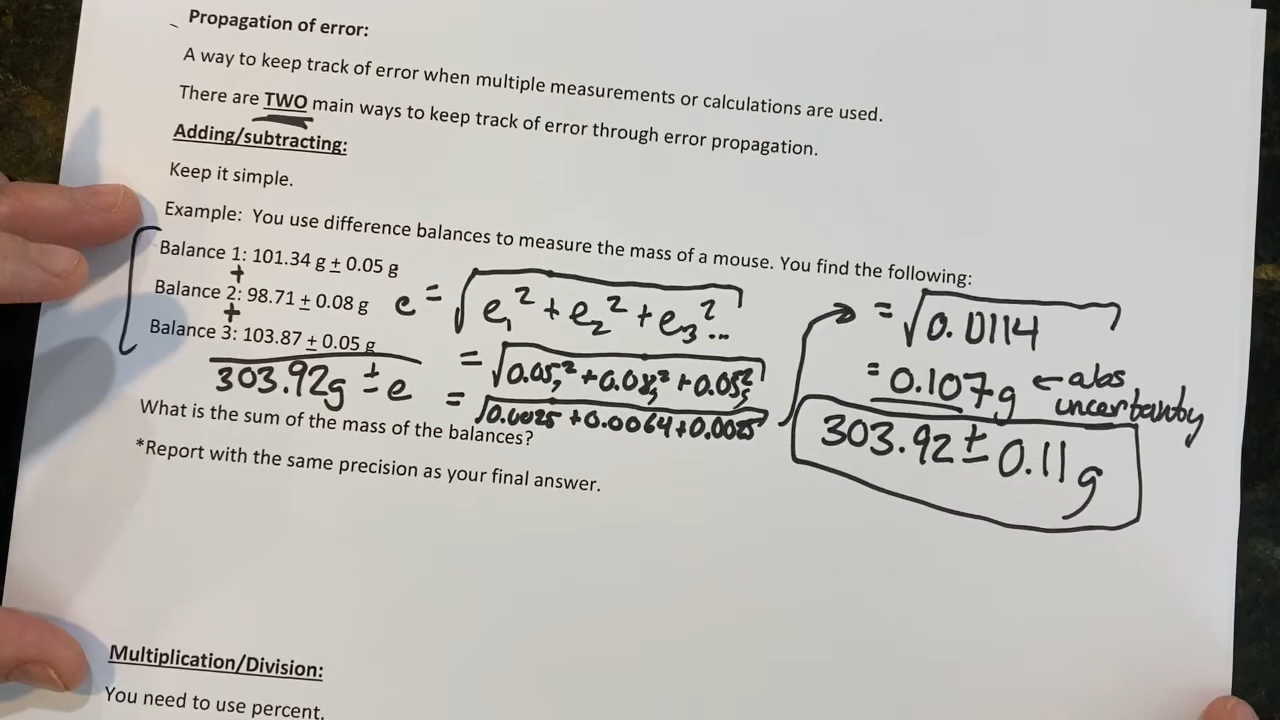 Propagation of error:
A way to keep track of error when multiple measurements or calculations are used.
There are TWO main ways to keep track of error through error propagation.
Adding/subtracting:
Keep it simple.
Example: You use difference balances to measure the mass of a mouse. You find the following:
Balance 1: 101.34 g ± 0.05 g
+
Balance 2: 98.71 ± 0.08 g
+
Balance 3: 103.87 ± 0.05 g
303.92g ± e
e = √e₁² + e₂² + e₃² ...
= √0.05,² + 0.08,² + 0.05,²
= √0.0025 + 0.0064 + 0.0025
= √0.0114
= 0.107g ← abs uncertainty
303.92 ± 0.11g
What is the sum of the mass of the balances?
*Report with the same precision as your final answer.
Multiplication/Division:
You need to use percent.